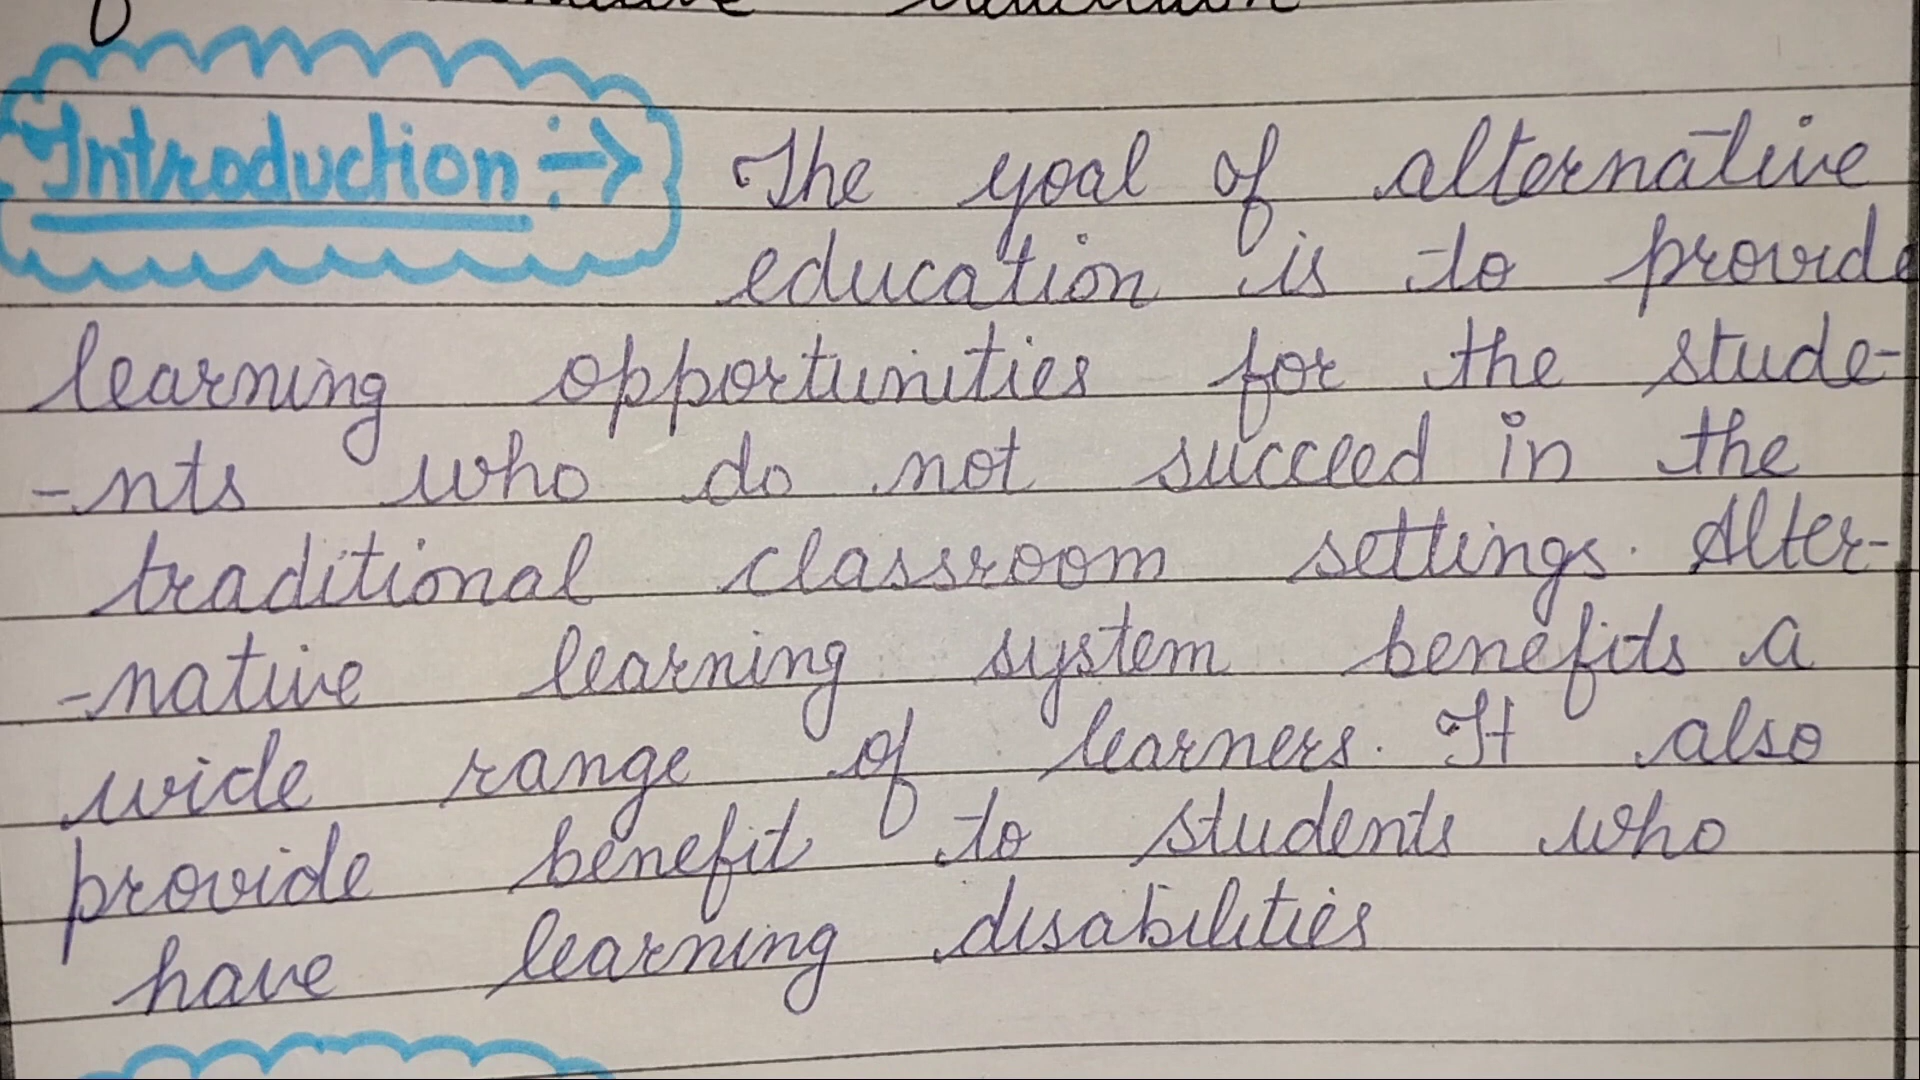 Introduction :→ The goal of alternative
education is to provide
learning opportunities for the stude-
-nts who do not succeed in the
traditional classroom settings. Alter-
-native learning system benefits a
wide range of learners. It also
provide benefit to students who
have learning disabilities